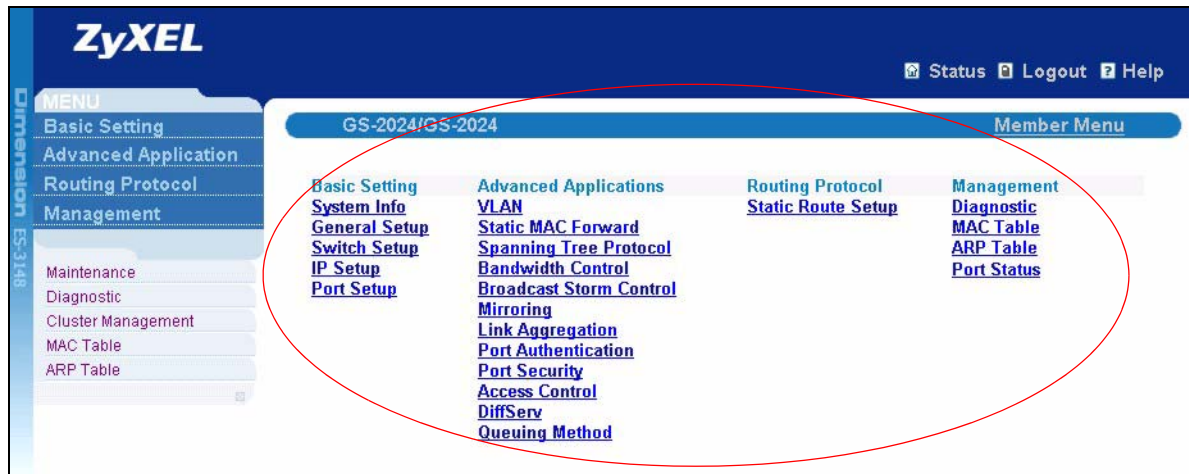 ZyXEL
Status Logout Help
Dimension ES-3148
MENU
Basic Setting
Advanced Application
Routing Protocol
Management
Maintenance
Diagnostic
Cluster Management
MAC Table
ARP Table
GS-2024/GS-2024 Member Menu
Basic Setting
System Info
General Setup
Switch Setup
IP Setup
Port Setup
Advanced Applications
VLAN
Static MAC Forward
Spanning Tree Protocol
Bandwidth Control
Broadcast Storm Control
Mirroring
Link Aggregation
Port Authentication
Port Security
Access Control
DiffServ
Queuing Method
Routing Protocol
Static Route Setup
Management
Diagnostic
MAC Table
ARP Table
Port Status